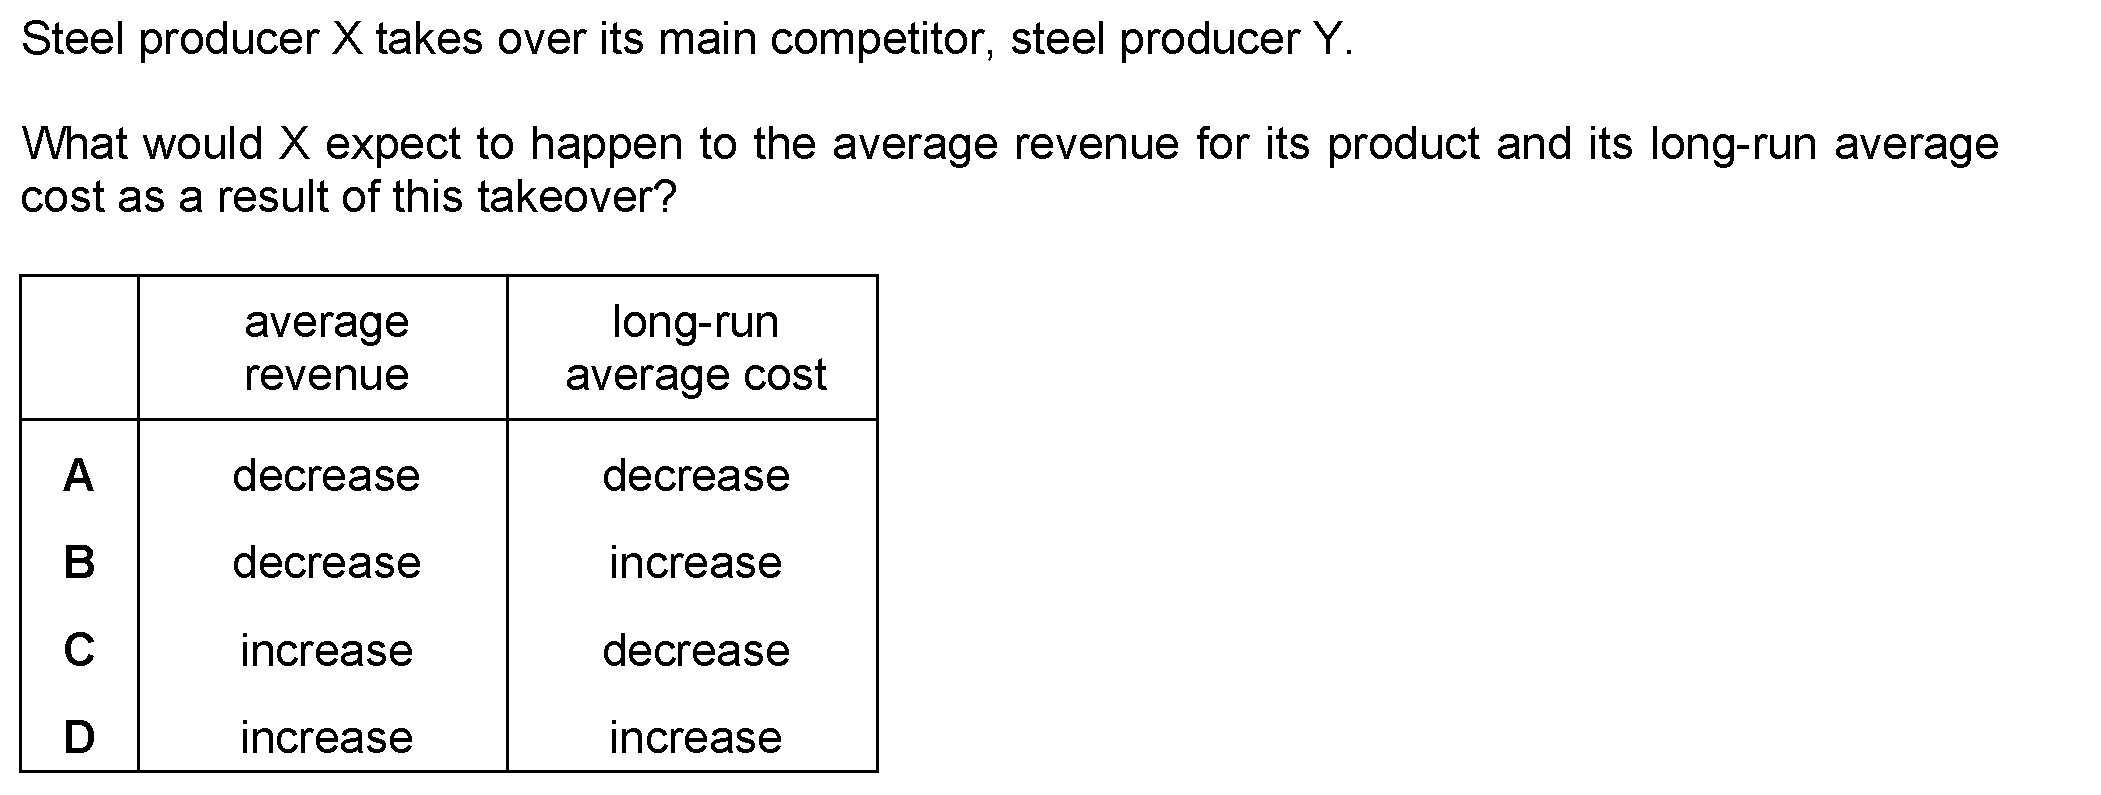 Steel producer X takes over its main competitor, steel producer Y.
What would X expect to happen to the average revenue for its product and its long-run average
cost as a result of this takeover?
average revenue long-run average cost
A decrease decrease
B decrease increase
C increase decrease
D increase increase